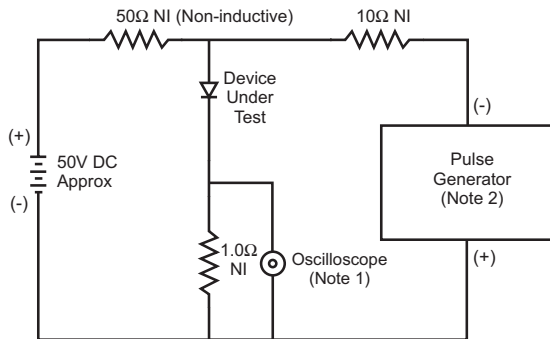 50Ω NI (Non-inductive)
10Ω NI
Device
Under
Test
(+)
50V DC
Approx
(-)
(-)
Pulse
Generator
(Note 2)
(+)
1.0Ω
NI
Oscilloscope
(Note 1)